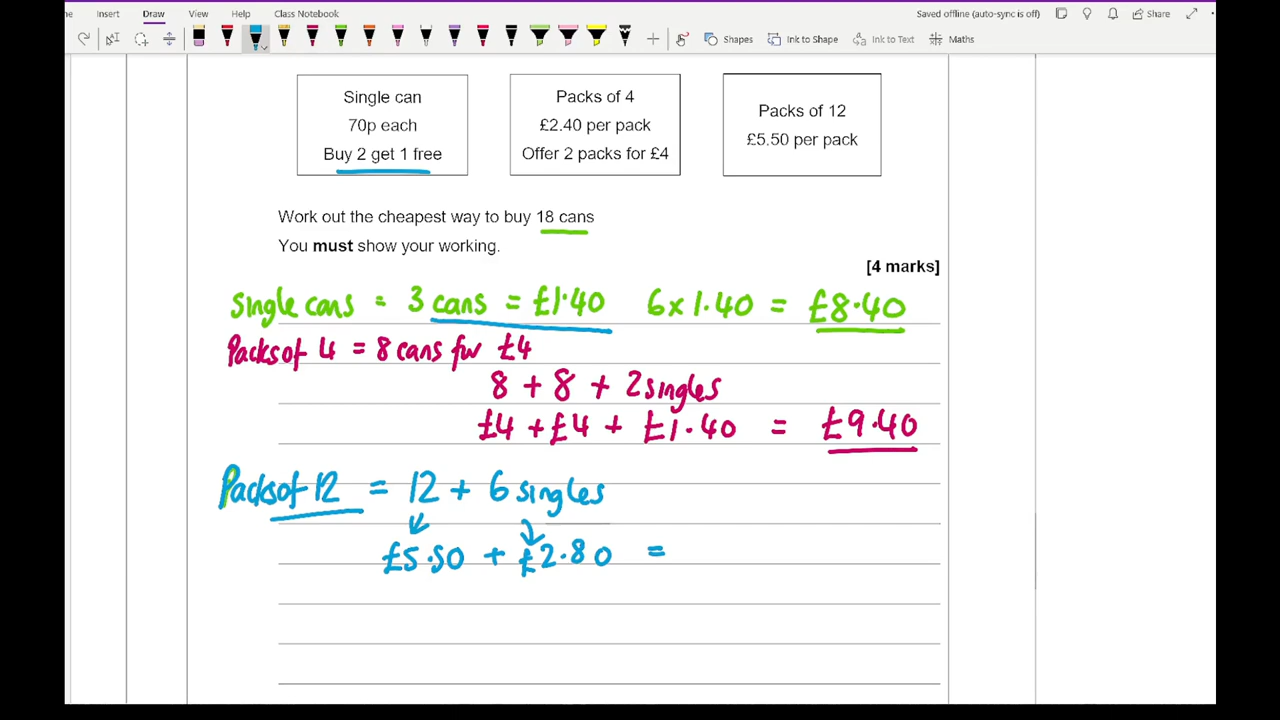 Insert Draw View Help Class Notebook Saved offline (auto-sync is off) Share
Shapes Ink to Shape Ink to Text Maths
Single can
70p each
Buy 2 get 1 free
Packs of 4
£2.40 per pack
Offer 2 packs for £4
Packs of 12
£5.50 per pack
Work out the cheapest way to buy 18 cans
You must show your working.
[4 marks]
Single cans = 3 cans = £1.40 6 x 1.40 = £8.40
Packs of 4 = 8 cans for £4
8 + 8 + 2 singles
£4 + £4 + £1.40 = £9.40
Packs of 12 = 12 + 6 singles
£5.50 + £2.80 =